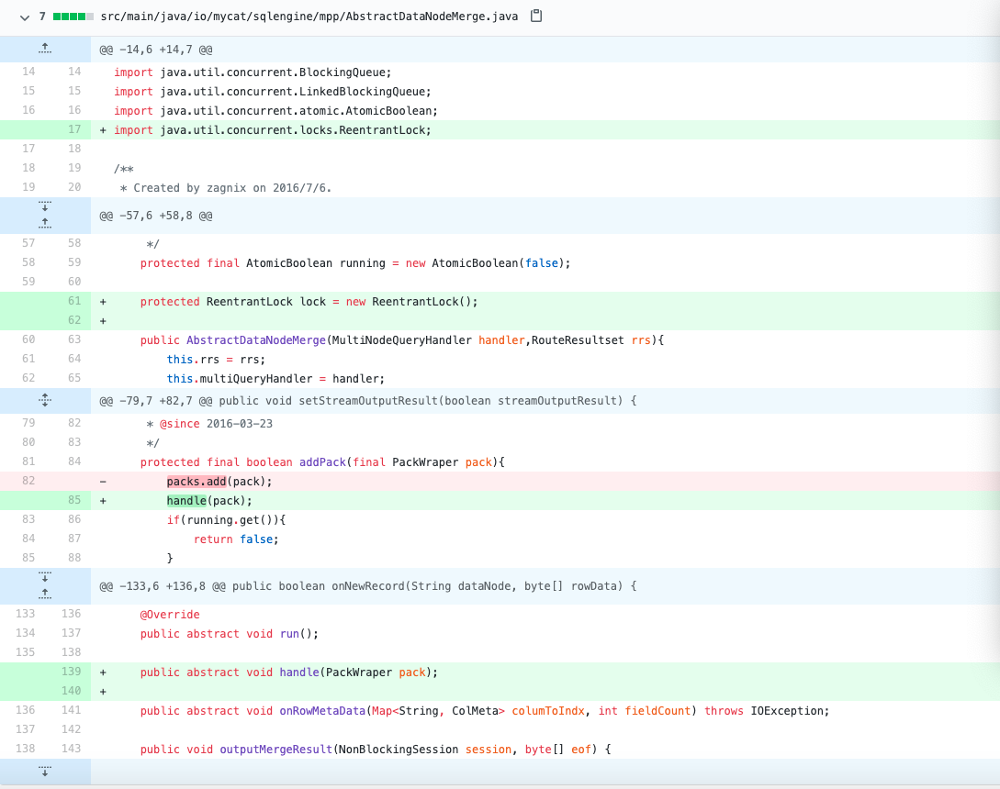 7 src/main/java/io/mycat/sqlengine/mpp/AbstractDataNodeMerge.java
@@ -14,6 +14,7 @@
14 14 import java.util.concurrent.BlockingQueue;
15 15 import java.util.concurrent.LinkedBlockingQueue;
16 16 import java.util.concurrent.atomic.AtomicBoolean;
17 + import java.util.concurrent.locks.ReentrantLock;
17 18
18 19 /**
19 20 * Created by zagnix on 2016/7/6.
@@ -57,6 +58,8 @@
57 58 */
58 59 protected final AtomicBoolean running = new AtomicBoolean(false);
59 60
61 + protected ReentrantLock lock = new ReentrantLock();
62 +
60 63 public AbstractDataNodeMerge(MultiNodeQueryHandler handler,RouteResultset rrs){
61 64 this.rrs = rrs;
62 65 this.multiQueryHandler = handler;
@@ -79,7 +82,7 @@ public void setStreamOutputResult(boolean streamOutputResult) {
79 82 * @since 2016-03-23
80 83 */
81 84 protected final boolean addPack(final PackWraper pack){
82 - packs.add(pack);
85 + handle(pack);
83 86 if(running.get()){
84 87 return false;
85 88 }
@@ -133,6 +136,8 @@ public boolean onNewRecord(String dataNode, byte[] rowData) {
133 136 @Override
134 137 public abstract void run();
135 138
139 + public abstract void handle(PackWraper pack);
140 +
136 141 public abstract void onRowMetaData(Map<String, ColMeta> columToIndx, int fieldCount) throws IOException;
137 142
138 143 public void outputMergeResult(NonBlockingSession session, byte[] eof) {